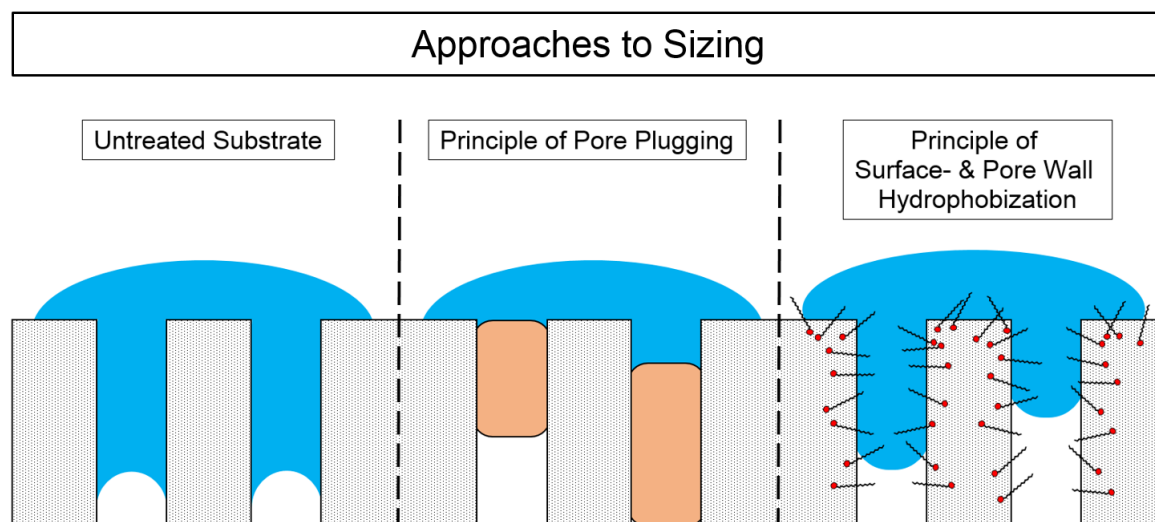 Approaches to Sizing
Untreated Substrate
Principle of Pore Plugging
Principle of
Surface- & Pore Wall
Hydrophobization